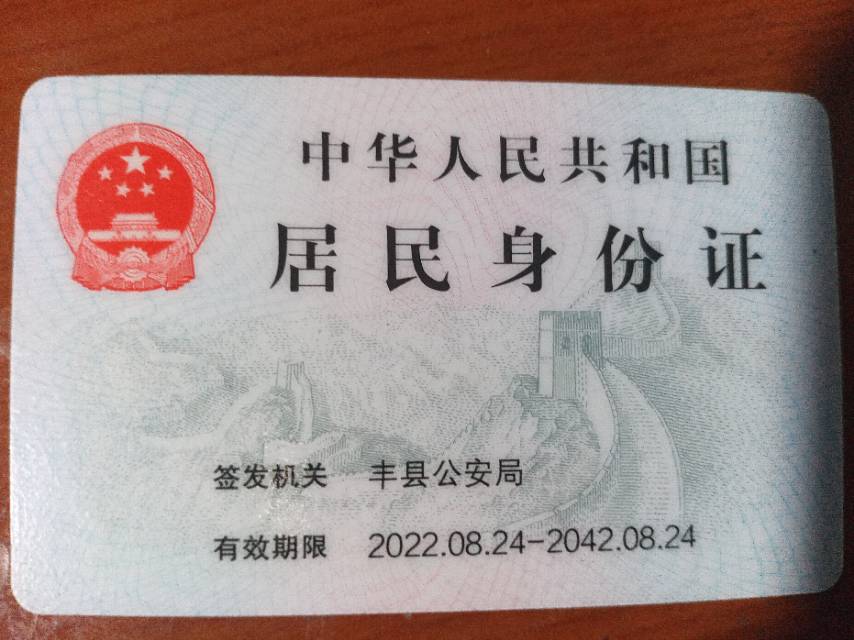 中华人民共和国
居民身份证
签发机关 丰县公安局
有效期限 2022.08.24-2042.08.24